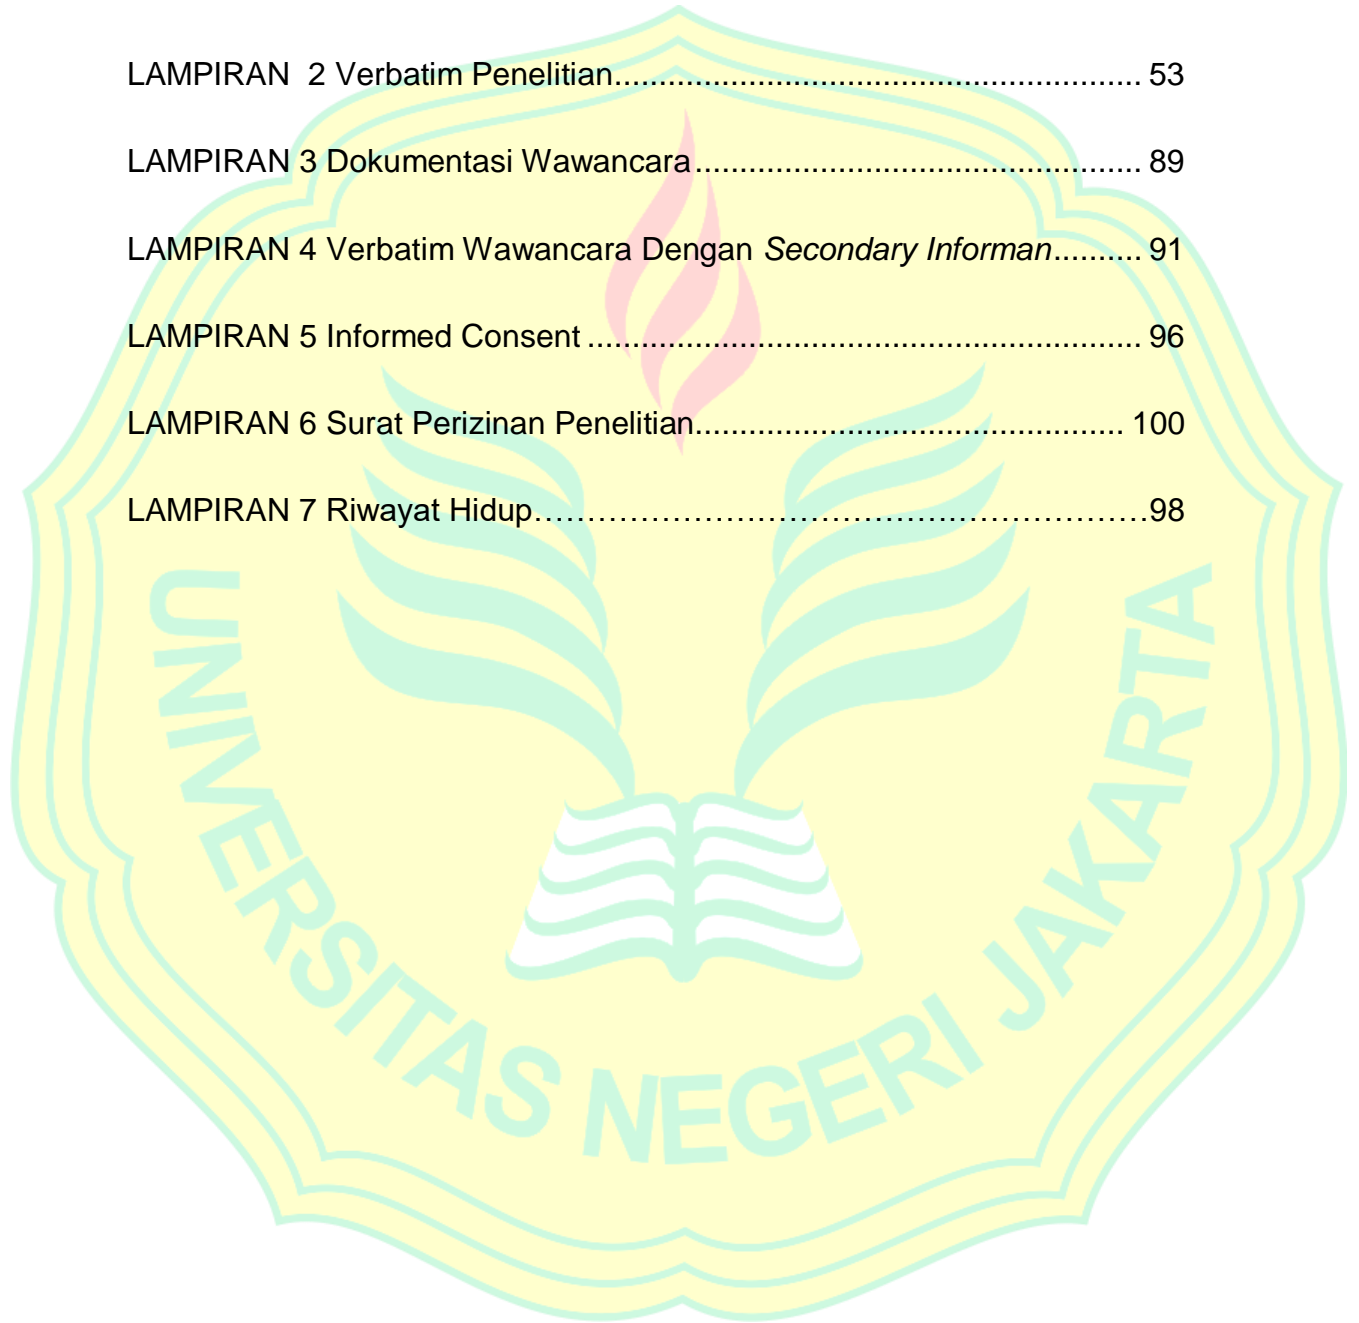 LAMPIRAN  2 Verbatim Penelitian............................................................ 53
LAMPIRAN 3 Dokumentasi Wawancara................................................... 89
LAMPIRAN 4 Verbatim Wawancara Dengan Secondary Informan.......... 91
LAMPIRAN 5 Informed Consent ............................................................... 96
LAMPIRAN 6 Surat Perizinan Penelitian................................................. 100
LAMPIRAN 7 Riwayat Hidup……………………………………………………………98
UNIVERSITAS NEGERI JAKARTA